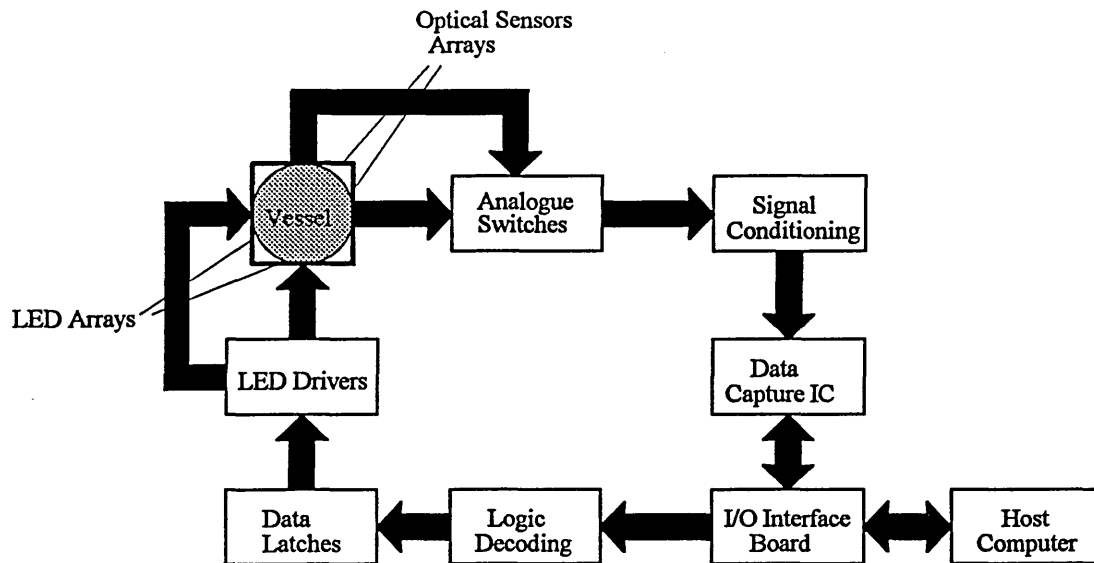 Optical Sensors
Arrays
Vessel
Analogue
Switches
Signal
Conditioning
LED Arrays
LED Drivers
Data
Capture IC
Data
Latches
Logic
Decoding
I/O Interface
Board
Host
Computer